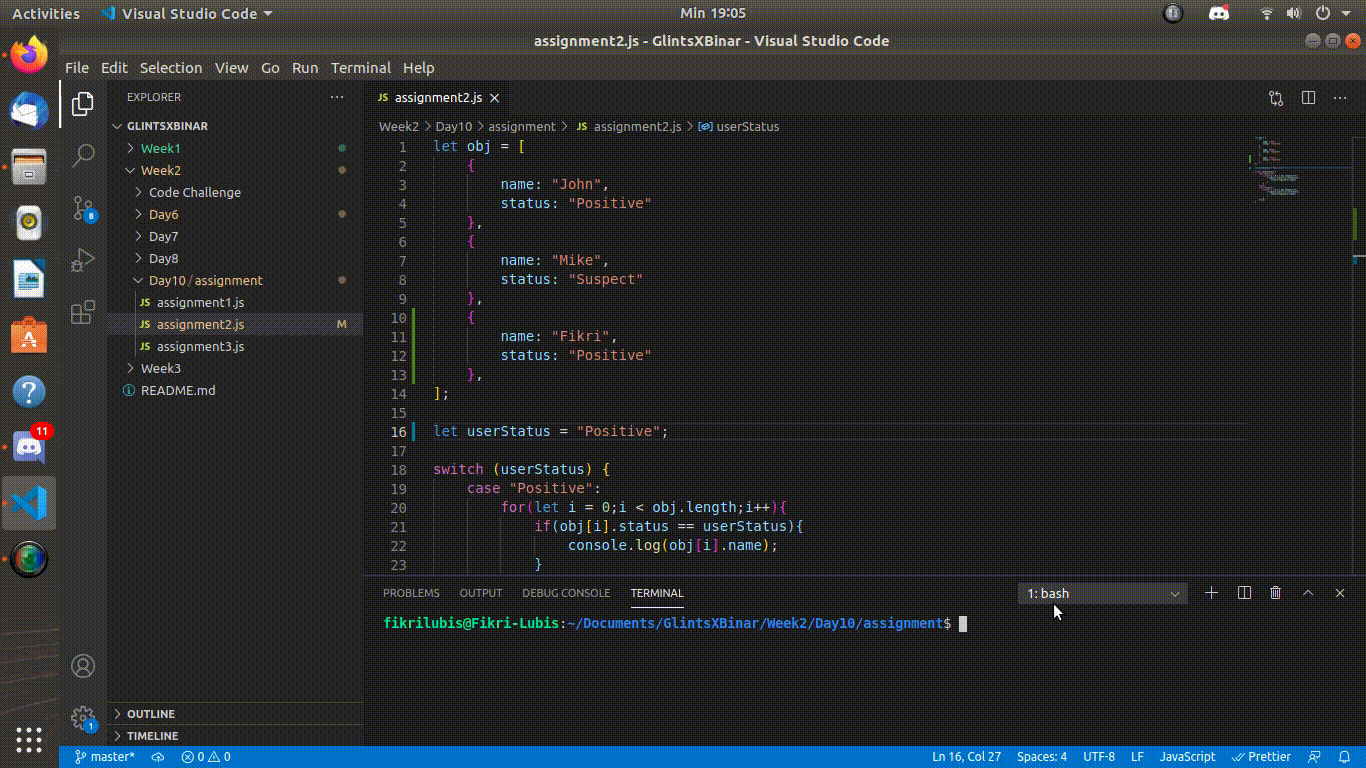 Activities Visual Studio Code Min 19:05
assignment2.js - GlintsXBinar - Visual Studio Code
File Edit Selection View Go Run Terminal Help
EXPLORER
GLINTSXBINAR
Week1
Week2
Code Challenge
Day6
Day7
Day8
Day10 / assignment
JS assignment1.js
JS assignment2.js M
JS assignment3.js
Week3
README.md
OUTLINE
TIMELINE
8
11
1
JS assignment2.js
Week2 > Day10 > assignment > JS assignment2.js > userStatus
1 let obj = [
2 {
3 name: "John",
4 status: "Positive"
5 },
6 {
7 name: "Mike",
8 status: "Suspect"
9 },
10 {
11 name: "Fikri",
12 status: "Positive"
13 },
14 ];
15
16 let userStatus = "Positive";
17
18 switch (userStatus) {
19 case "Positive":
20 for(let i = 0;i < obj.length;i++){
21 if(obj[i].status == userStatus){
22 console.log(obj[i].name);
23 }
PROBLEMS OUTPUT DEBUG CONSOLE TERMINAL 1: bash
fikrilubis@Fikri-Lubis:~/Documents/GlintsXBinar/Week2/Day10/assignment$
master* 0 0 Ln 16, Col 27 Spaces: 4 UTF-8 LF JavaScript Prettier